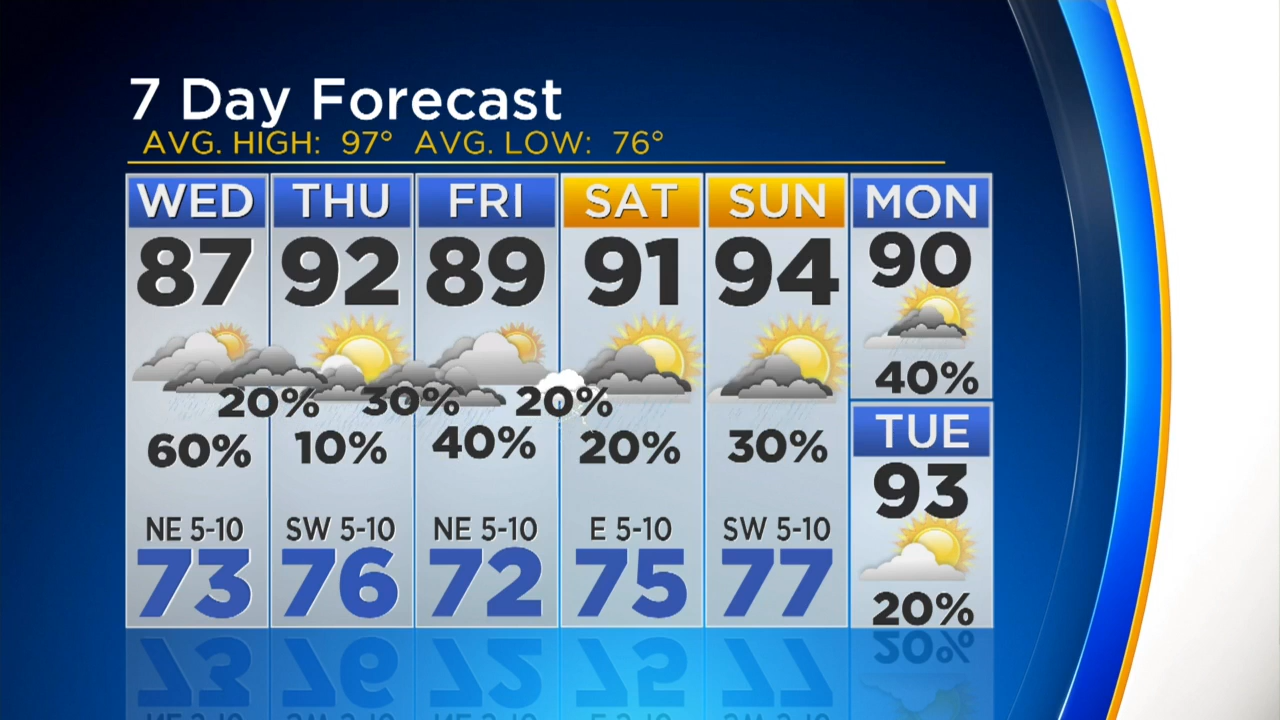 7 Day Forecast
AVG. HIGH: 97° AVG. LOW: 76°
WED THU FRI SAT SUN MON
87 92 89 91 94 90
20% 30% 20%
60% 10% 40% 20% 30% 40%
NE 5-10 SW 5-10 NE 5-10 E 5-10 SW 5-10
73 76 72 75 77
TUE
93
20%